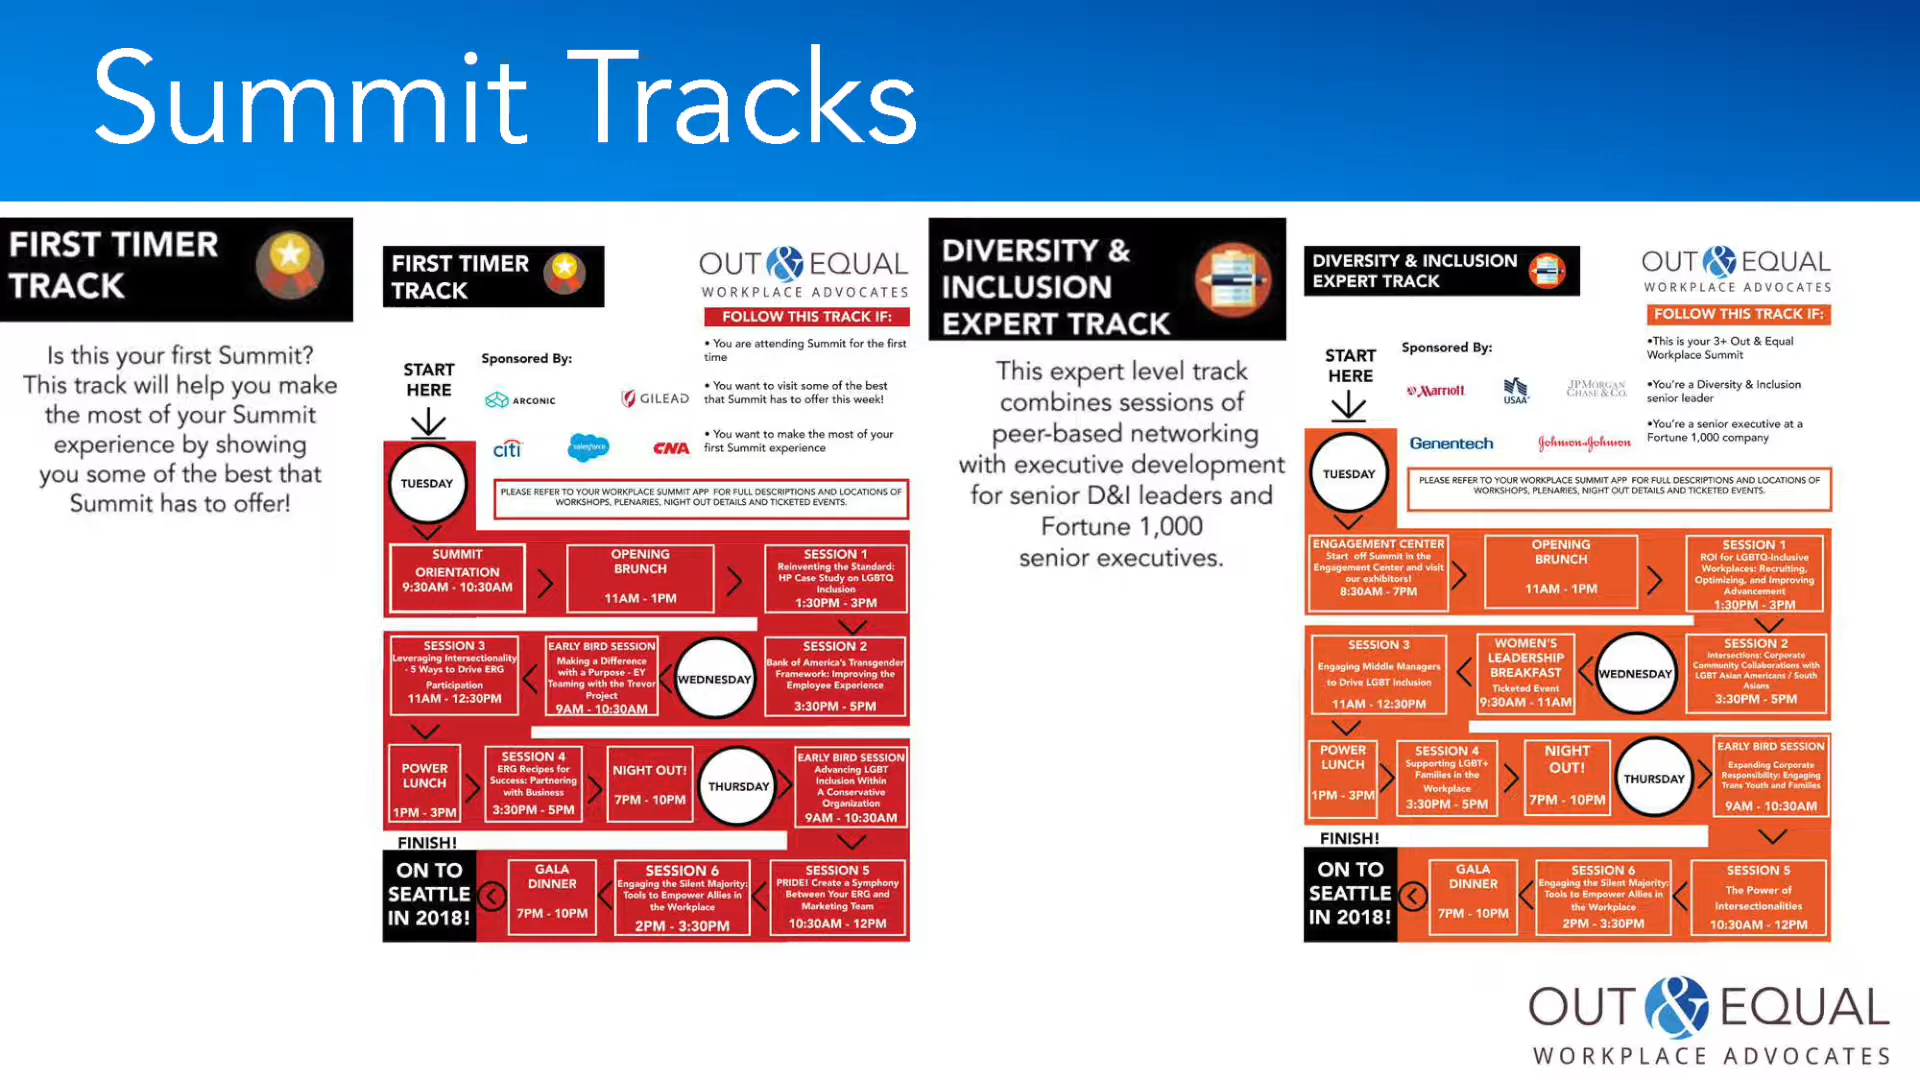 Summit Tracks
FIRST TIMER
TRACK
Is this your first Summit?
This track will help you make
the most of your Summit
experience by showing
you some of the best that
Summit has to offer!
FIRST TIMER
TRACK
OUT & EQUAL
WORKPLACE ADVOCATES
FOLLOW THIS TRACK IF:
• You are attending Summit for the first
time
• You want to visit some of the best
that Summit has to offer this week!
• You want to make the most of your
first Summit experience
START
HERE
Sponsored By:
ARCONIC
GILEAD
citi
salesforce
CNA
TUESDAY
PLEASE REFER TO YOUR WORKPLACE SUMMIT APP FOR FULL DESCRIPTIONS AND LOCATIONS OF
WORKSHOPS, PLENARIES, NIGHT OUT DETAILS AND TICKETED EVENTS.
SUMMIT
ORIENTATION
9:30AM - 10:30AM
OPENING
BRUNCH
11AM - 1PM
SESSION 1
Reinventing the Standard:
HP Case Study on LGBTQ
Inclusion
1:30PM - 3PM
SESSION 3
Leveraging Intersectionality
- 5 Ways to Drive ERG
Participation
11AM - 12:30PM
EARLY BIRD SESSION
Making a Difference
with a Purpose - EY
Teaming with the Trevor
Project
9AM - 10:30AM
WEDNESDAY
SESSION 2
Bank of America's Transgender
Framework: Improving the
Employee Experience
3:30PM - 5PM
POWER
LUNCH
1PM - 3PM
SESSION 4
ERG Recipes for
Success: Partnering
with Business
3:30PM - 5PM
NIGHT OUT!
7PM - 10PM
THURSDAY
EARLY BIRD SESSION
Advancing LGBT
Inclusion Within
A Conservative
Organization
9AM - 10:30AM
FINISH!
ON TO
SEATTLE
IN 2018!
GALA
DINNER
7PM - 10PM
SESSION 6
Engaging the Silent Majority:
Tools to Empower Allies in
the Workplace
2PM - 3:30PM
SESSION 5
PRIDE! Create a Symphony
Between Your ERG and
Marketing Team
10:30AM - 12PM
DIVERSITY &
INCLUSION
EXPERT TRACK
This expert level track
combines sessions of
peer-based networking
with executive development
for senior D&I leaders and
Fortune 1,000
senior executives.
DIVERSITY & INCLUSION
EXPERT TRACK
OUT & EQUAL
WORKPLACE ADVOCATES
FOLLOW THIS TRACK IF:
•This is your 3+ Out & Equal
Workplace Summit
•You're a Diversity & Inclusion
senior leader
•You're a senior executive at a
Fortune 1,000 company
START
HERE
Sponsored By:
Marriott
USAA
JPMORGAN
CHASE & CO.
Genentech
Johnson & Johnson
TUESDAY
PLEASE REFER TO YOUR WORKPLACE SUMMIT APP FOR FULL DESCRIPTIONS AND LOCATIONS OF
WORKSHOPS, PLENARIES, NIGHT OUT DETAILS AND TICKETED EVENTS.
ENGAGEMENT CENTER
Start off Summit in the
Engagement Center and visit
our exhibitors!
8:30AM - 7PM
OPENING
BRUNCH
11AM - 1PM
SESSION 1
ROI for LGBTQ-Inclusive
Workplaces: Recruiting,
Optimizing, and Improving
Advancement
1:30PM - 3PM
SESSION 3
Engaging Middle Managers
to Drive LGBT Inclusion
11AM - 12:30PM
WOMEN'S
LEADERSHIP
BREAKFAST
Ticketed Event
9:30AM - 11AM
WEDNESDAY
SESSION 2
Intersections: Corporate
Community Collaborations with
LGBT Asian Americans / South
Asians
3:30PM - 5PM
POWER
LUNCH
1PM - 3PM
SESSION 4
Supporting LGBT+
Families in the
Workplace
3:30PM - 5PM
NIGHT
OUT!
7PM - 10PM
THURSDAY
EARLY BIRD SESSION
Expanding Corporate
Responsibility: Engaging
Trans Youth and Families
9AM - 10:30AM
FINISH!
ON TO
SEATTLE
IN 2018!
GALA
DINNER
7PM - 10PM
SESSION 6
Engaging the Silent Majority:
Tools to Empower Allies in
the Workplace
2PM - 3:30PM
SESSION 5
The Power of
Intersectionalities
10:30AM - 12PM
OUT & EQUAL
WORKPLACE ADVOCATES